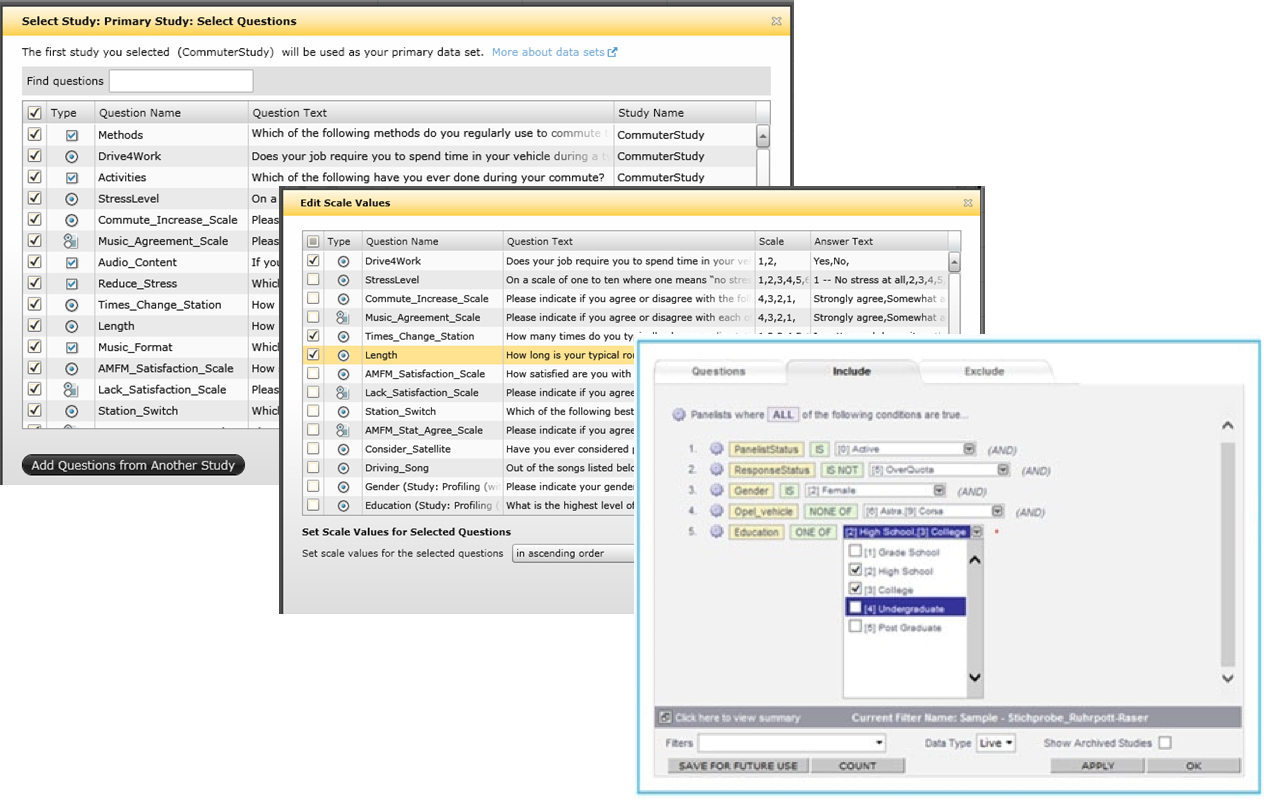 Select Study: Primary Study: Select Questions
The first study you selected (CommuterStudy) will be used as your primary data set. More about data sets
Find questions
Type Question Name Question Text Study Name
Methods Which of the following methods do you regularly use to commute t CommuterStudy
Drive4Work Does your job require you to spend time in your vehicle during a ty CommuterStudy
Activities Which of the following have you ever done during your commute? CommuterStudy
StressLevel On a
Commute_Increase_Scale Pleas
Music_Agreement_Scale Pleas
Audio_Content If you
Reduce_Stress Which
Times_Change_Station How
Length How
Music_Format Which
AMFM_Satisfaction_Scale How s
Lack_Satisfaction_Scale Pleas
Station_Switch Which
Add Questions from Another Study
Edit Scale Values
Type Question Name Question Text Scale Answer Text
Drive4Work Does your job require you to spend time in your veh 1,2, Yes,No,
StressLevel On a scale of one to ten where one means "no stres 1,2,3,4,5,6 1 -- No stress at all,2,3,4,5,
Commute_Increase_Scale Please indicate if you agree or disagree with the foll 4,3,2,1, Strongly agree,Somewhat a
Music_Agreement_Scale Please indicate if you agree or disagree with each o 4,3,2,1, Strongly agree,Somewhat a
Times_Change_Station How many times do you
Length How long is your typical rou
AMFM_Satisfaction_Scale How satisfied are you with
Lack_Satisfaction_Scale Please indicate if you agree
Station_Switch Which of the following best
AMFM_Stat_Agree_Scale Please indicate if you agree
Consider_Satellite Have you ever considered p
Driving_Song Out of the songs listed belo
Gender (Study: Profiling (wi Please indicate your gender
Education (Study: Profiling ( What is the highest level of
Set Scale Values for Selected Questions
Set scale values for the selected questions in ascending order
Questions Include Exclude
Panelists where ALL of the following conditions are true...
1. PanelistStatus IS [0] Active (AND)
2. ResponseStatus IS NOT [6] OverQuota (AND)
3. Gender IS [2] Female (AND)
4. Opel_vehicle NONE OF [6] Astra,[9] Corsa (AND)
5. Education ONE OF [2] High School,[3] College *
[1] Grade School
[2] High School
[3] College
[4] Undergraduate
[5] Post Graduate
Click here to view summary Current Filter Name: Sample - Stichprobe_Ruhrpott-Raser
Filters Data Type Live Show Archived Studies
SAVE FOR FUTURE USE COUNT APPLY OK